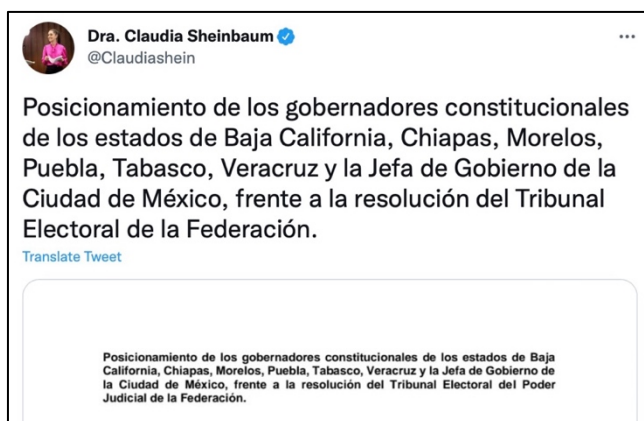 Dra. Claudia Sheinbaum
@Claudiashein
Posicionamiento de los gobernadores constitucionales
de los estados de Baja California, Chiapas, Morelos,
Puebla, Tabasco, Veracruz y la Jefa de Gobierno de la
Ciudad de México, frente a la resolución del Tribunal
Electoral de la Federación.
Translate Tweet
Posicionamiento de los gobernadores constitucionales de los estados de Baja
California, Chiapas, Morelos, Puebla, Tabasco, Veracruz y la Jefa de Gobierno de
la Ciudad de México, frente a la resolución del Tribunal Electoral del Poder
Judicial de la Federación.